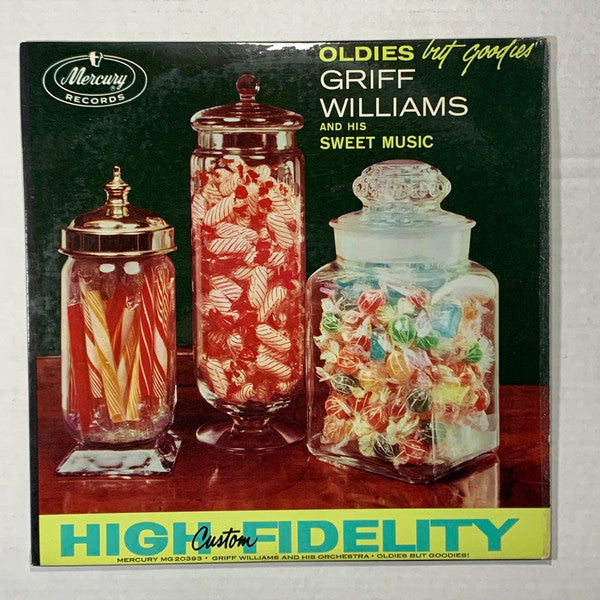 Mercury
RECORDS
OLDIES but goodies
GRIFF
WILLIAMS
AND HIS
SWEET MUSIC
HIGH Custom FIDELITY
MERCURY MG 20393 • GRIFF WILLIAMS AND HIS ORCHESTRA • OLDIES BUT GOODIES!